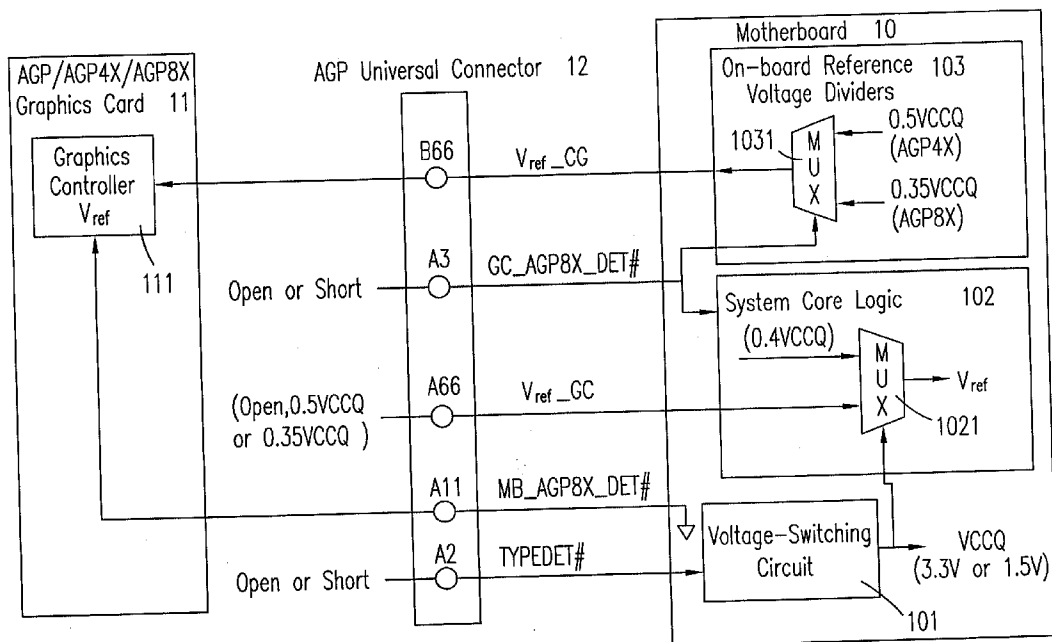 Motherboard 10
AGP/AGP4X/AGP8X
Graphics Card 11
AGP Universal Connector 12
On-board Reference 103
Voltage Dividers
Graphics
Controller
Vref
111
B66
Vref_CG
1031
MUX
0.5VCCQ
(AGP4X)
0.35VCCQ
(AGP8X)
A3
GC_AGP8X_DET#
Open or Short
System Core Logic 102
(0.4VCCQ)
MUX
Vref
1021
A66
Vref_GC
(Open,0.5VCCQ
or 0.35VCCQ )
A11
MB_AGP8X_DET#
A2
TYPEDET#
Open or Short
Voltage-Switching
Circuit
101
VCCQ
(3.3V or 1.5V)